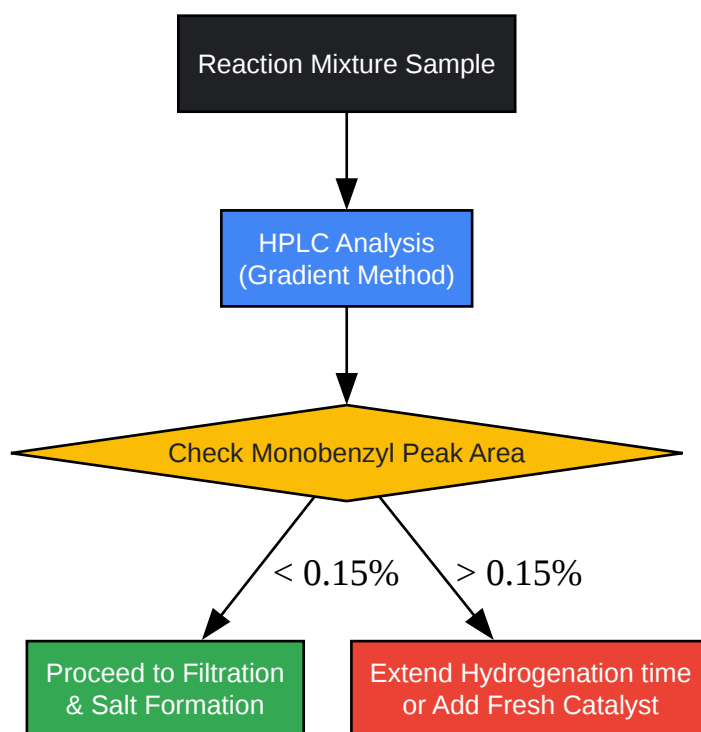 Reaction Mixture Sample
HPLC Analysis
(Gradient Method)
Check Monobenzyl Peak Area
< 0.15%
> 0.15%
Proceed to Filtration
& Salt Formation
Extend Hydrogenation time
or Add Fresh Catalyst